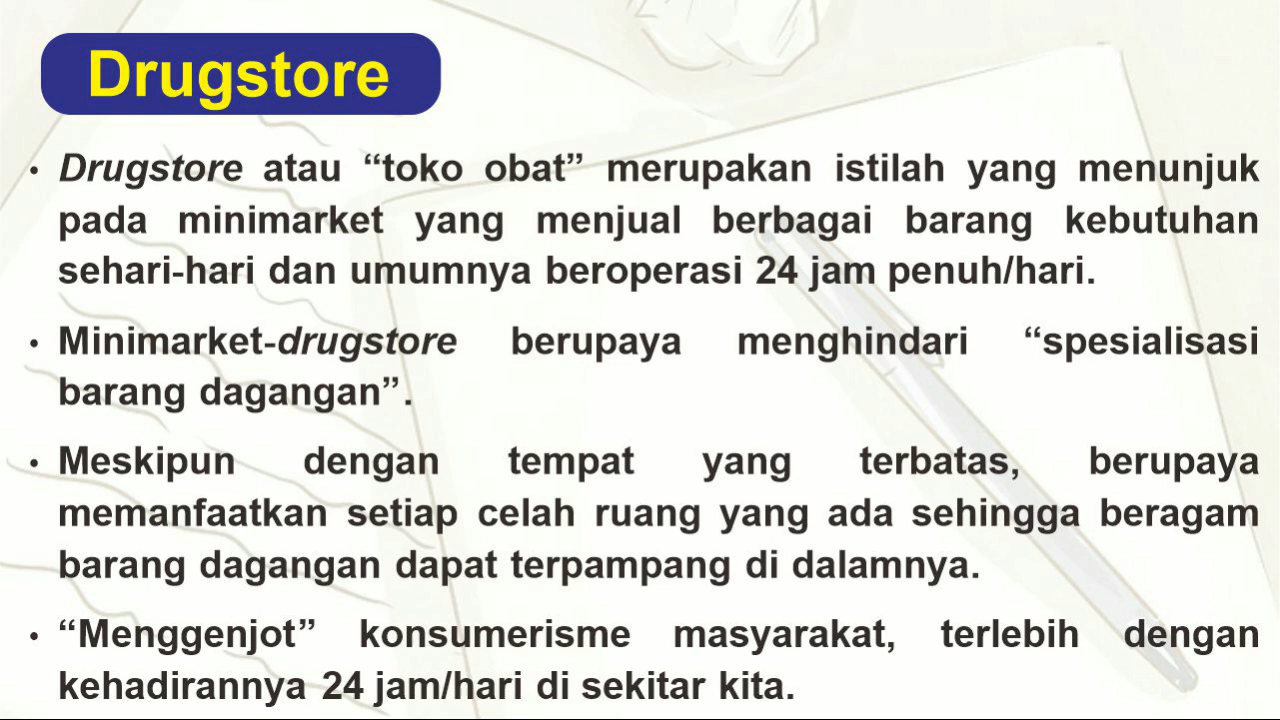 Drugstore
• Drugstore atau “toko obat” merupakan istilah yang menunjuk
pada minimarket yang menjual berbagai barang kebutuhan
sehari-hari dan umumnya beroperasi 24 jam penuh/hari.
• Minimarket-drugstore berupaya menghindari “spesialisasi
barang dagangan”.
• Meskipun dengan tempat yang terbatas, berupaya
memanfaatkan setiap celah ruang yang ada sehingga beragam
barang dagangan dapat terpampang di dalamnya.
• “Menggenjot” konsumerisme masyarakat, terlebih dengan
kehadirannya 24 jam/hari di sekitar kita.